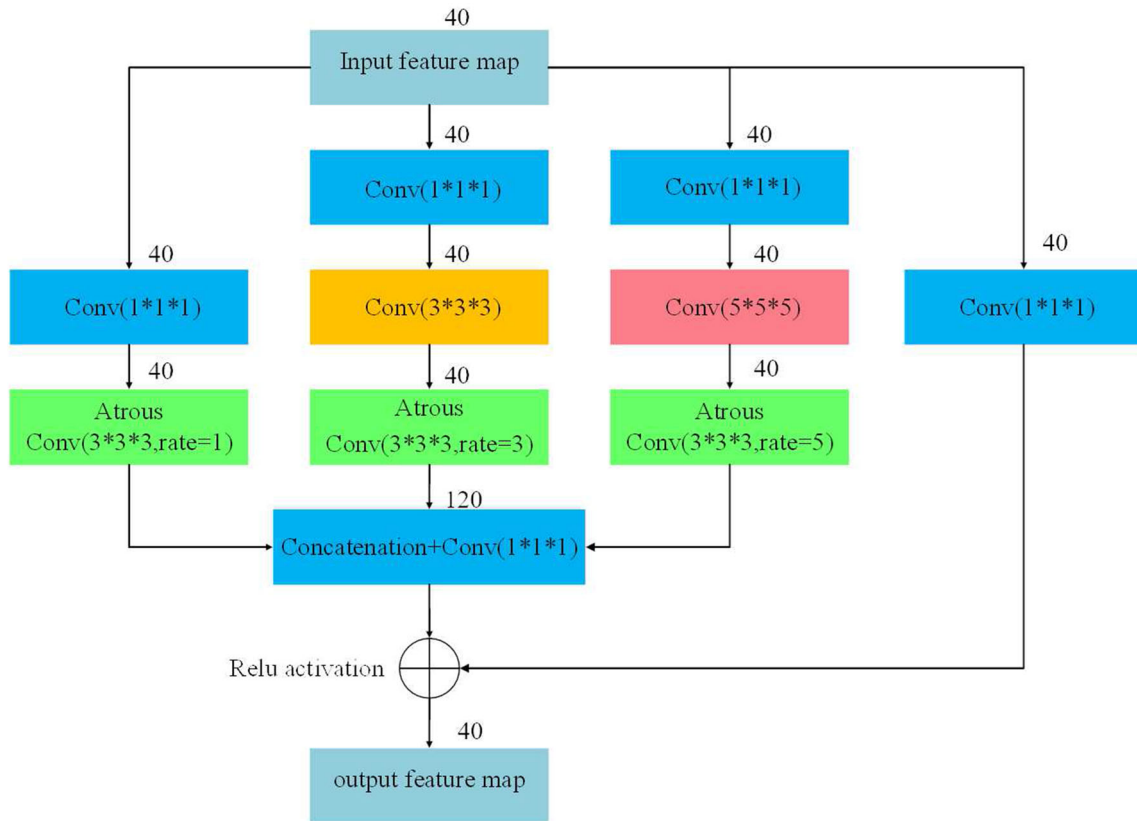 40
Input feature map
40
40
Conv(1*1*1)
Conv(1*1*1)
40
40
40
40
Conv(1*1*1)
Conv(3*3*3)
Conv(5*5*5)
Conv(1*1*1)
40
40
40
Atrous
Conv(3*3*3,rate=1)
Atrous
Conv(3*3*3,rate=3)
Atrous
Conv(3*3*3,rate=5)
120
Concatenation+Conv(1*1*1)
Relu activation
40
output feature map